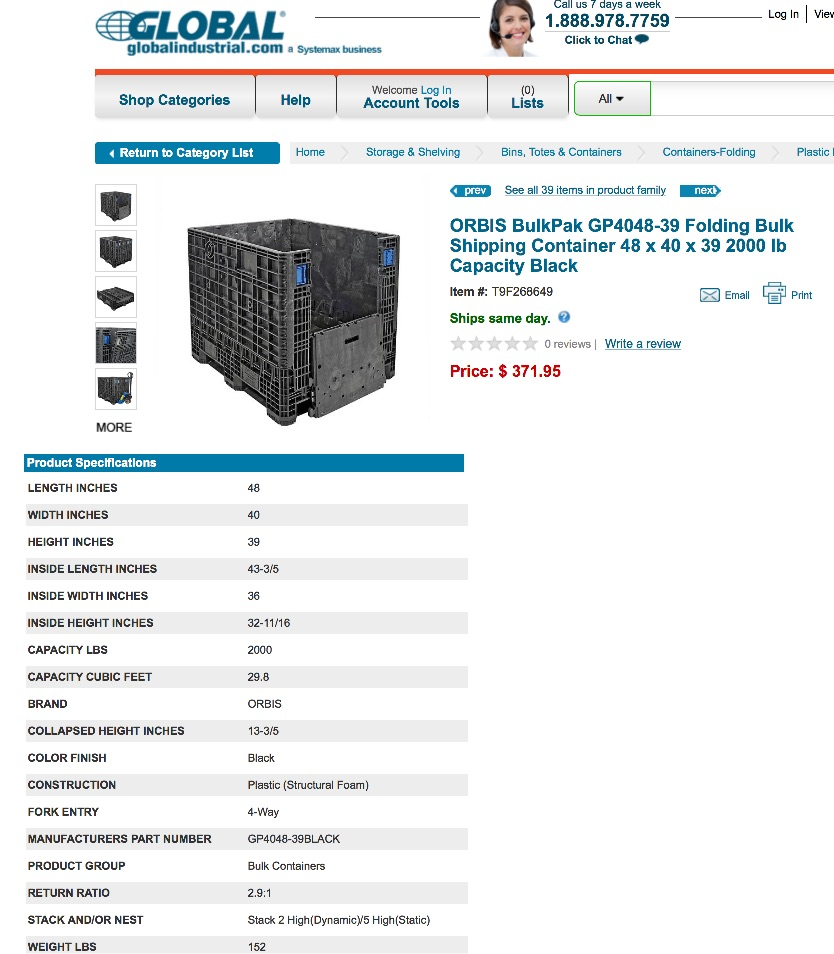 GLOBAL®
globalindustrial.com a Systemax business
Call us 7 days a week
1.888.978.7759
Click to Chat
Log In
Shop Categories
Help
Welcome Log In
Account Tools
(0)
Lists
All
Return to Category List
Home
Storage & Shelving
Bins, Totes & Containers
Containers-Folding
Plastic
prev
See all 39 items in product family
next
ORBIS BulkPak GP4048-39 Folding Bulk
Shipping Container 48 x 40 x 39 2000 lb
Capacity Black
Item #: T9F268649
Email
Print
Ships same day. ?
0 reviews | Write a review
Price: $ 371.95
MORE
Product Specifications
LENGTH INCHES 48
WIDTH INCHES 40
HEIGHT INCHES 39
INSIDE LENGTH INCHES 43-3/5
INSIDE WIDTH INCHES 36
INSIDE HEIGHT INCHES 32-11/16
CAPACITY LBS 2000
CAPACITY CUBIC FEET 29.8
BRAND ORBIS
COLLAPSED HEIGHT INCHES 13-3/5
COLOR FINISH Black
CONSTRUCTION Plastic (Structural Foam)
FORK ENTRY 4-Way
MANUFACTURERS PART NUMBER GP4048-39BLACK
PRODUCT GROUP Bulk Containers
RETURN RATIO 2.9:1
STACK AND/OR NEST Stack 2 High(Dynamic)/5 High(Static)
WEIGHT LBS 152